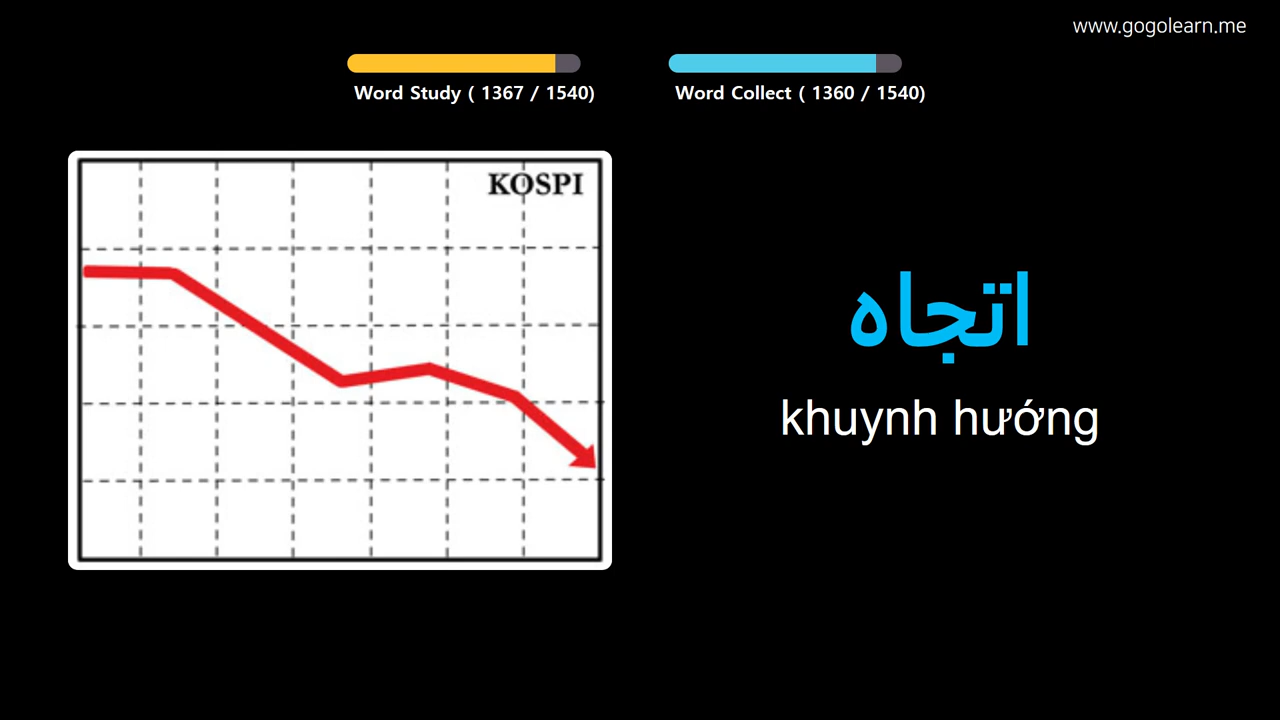 www.gogolearn.me
Word Study ( 1367 / 1540)
Word Collect ( 1360 / 1540)
KOSPI
اتجاه
khuynh hướng